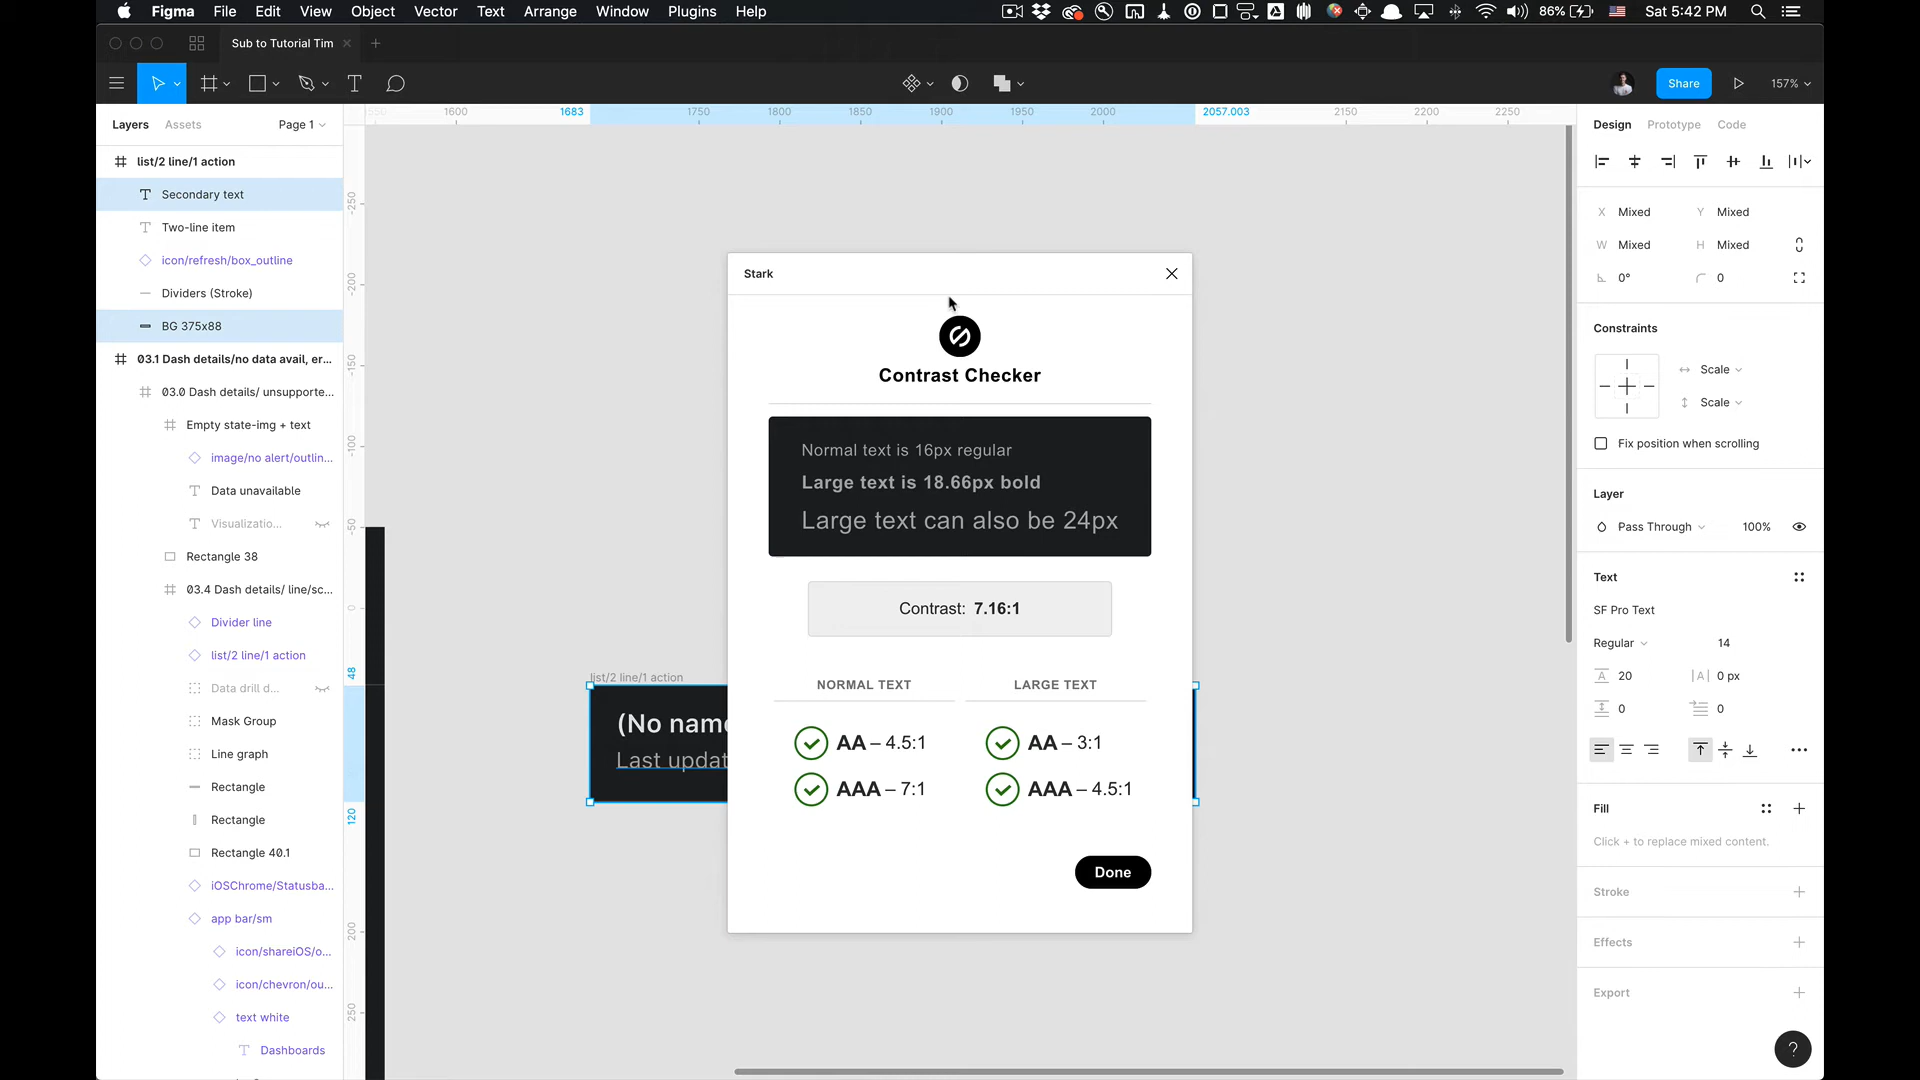 Figma File Edit View Object Vector Text Arrange Window Plugins Help
86%
Sat 5:42 PM
Sub to Tutorial Tim
Share
157%
Layers Assets Page 1
list/2 line/1 action
Secondary text
Two-line item
icon/refresh/box_outline
Dividers (Stroke)
BG 375x88
03.1 Dash details/no data avail, er...
03.0 Dash details/ unsupporte...
Empty state-img + text
image/no alert/outlin...
Data unavailable
Visualizatio...
Rectangle 38
03.4 Dash details/ line/sc...
Divider line
list/2 line/1 action
Data drill d...
Mask Group
Line graph
Rectangle
Rectangle
Rectangle 40.1
iOSChrome/Statusba...
app bar/sm
icon/shareiOS/o...
icon/chevron/ou...
text white
Dashboards
1600 1683 1750 1800 1850 1900 1950 2000 2057.003 2150 2200 2250
-250
-200
-150
-100
-50
0
48
120
200
250
list/2 line/1 action
(No name
Last updat
Stark
Contrast Checker
Normal text is 16px regular
Large text is 18.66px bold
Large text can also be 24px
Contrast: 7.16:1
NORMAL TEXT LARGE TEXT
AA – 4.5:1 AA – 3:1
AAA – 7:1 AAA – 4.5:1
Done
Design Prototype Code
X Mixed Y Mixed
W Mixed H Mixed
0° 0
Constraints
Scale
Scale
Fix position when scrolling
Layer
Pass Through 100%
Text
SF Pro Text
Regular 14
A 20 |A| 0 px
0 0
Fill
Click + to replace mixed content.
Stroke
Effects
Export
?